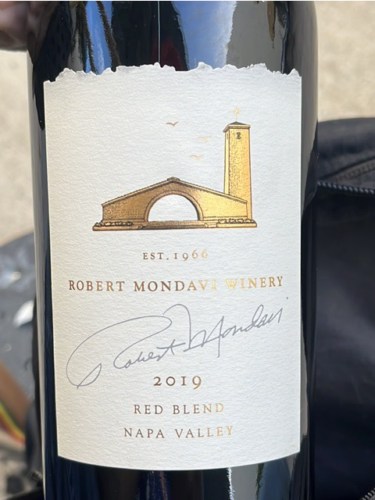 EST. 1966
ROBERT MONDAVI WINERY
Robert Mondavi
2019
RED BLEND
NAPA VALLEY